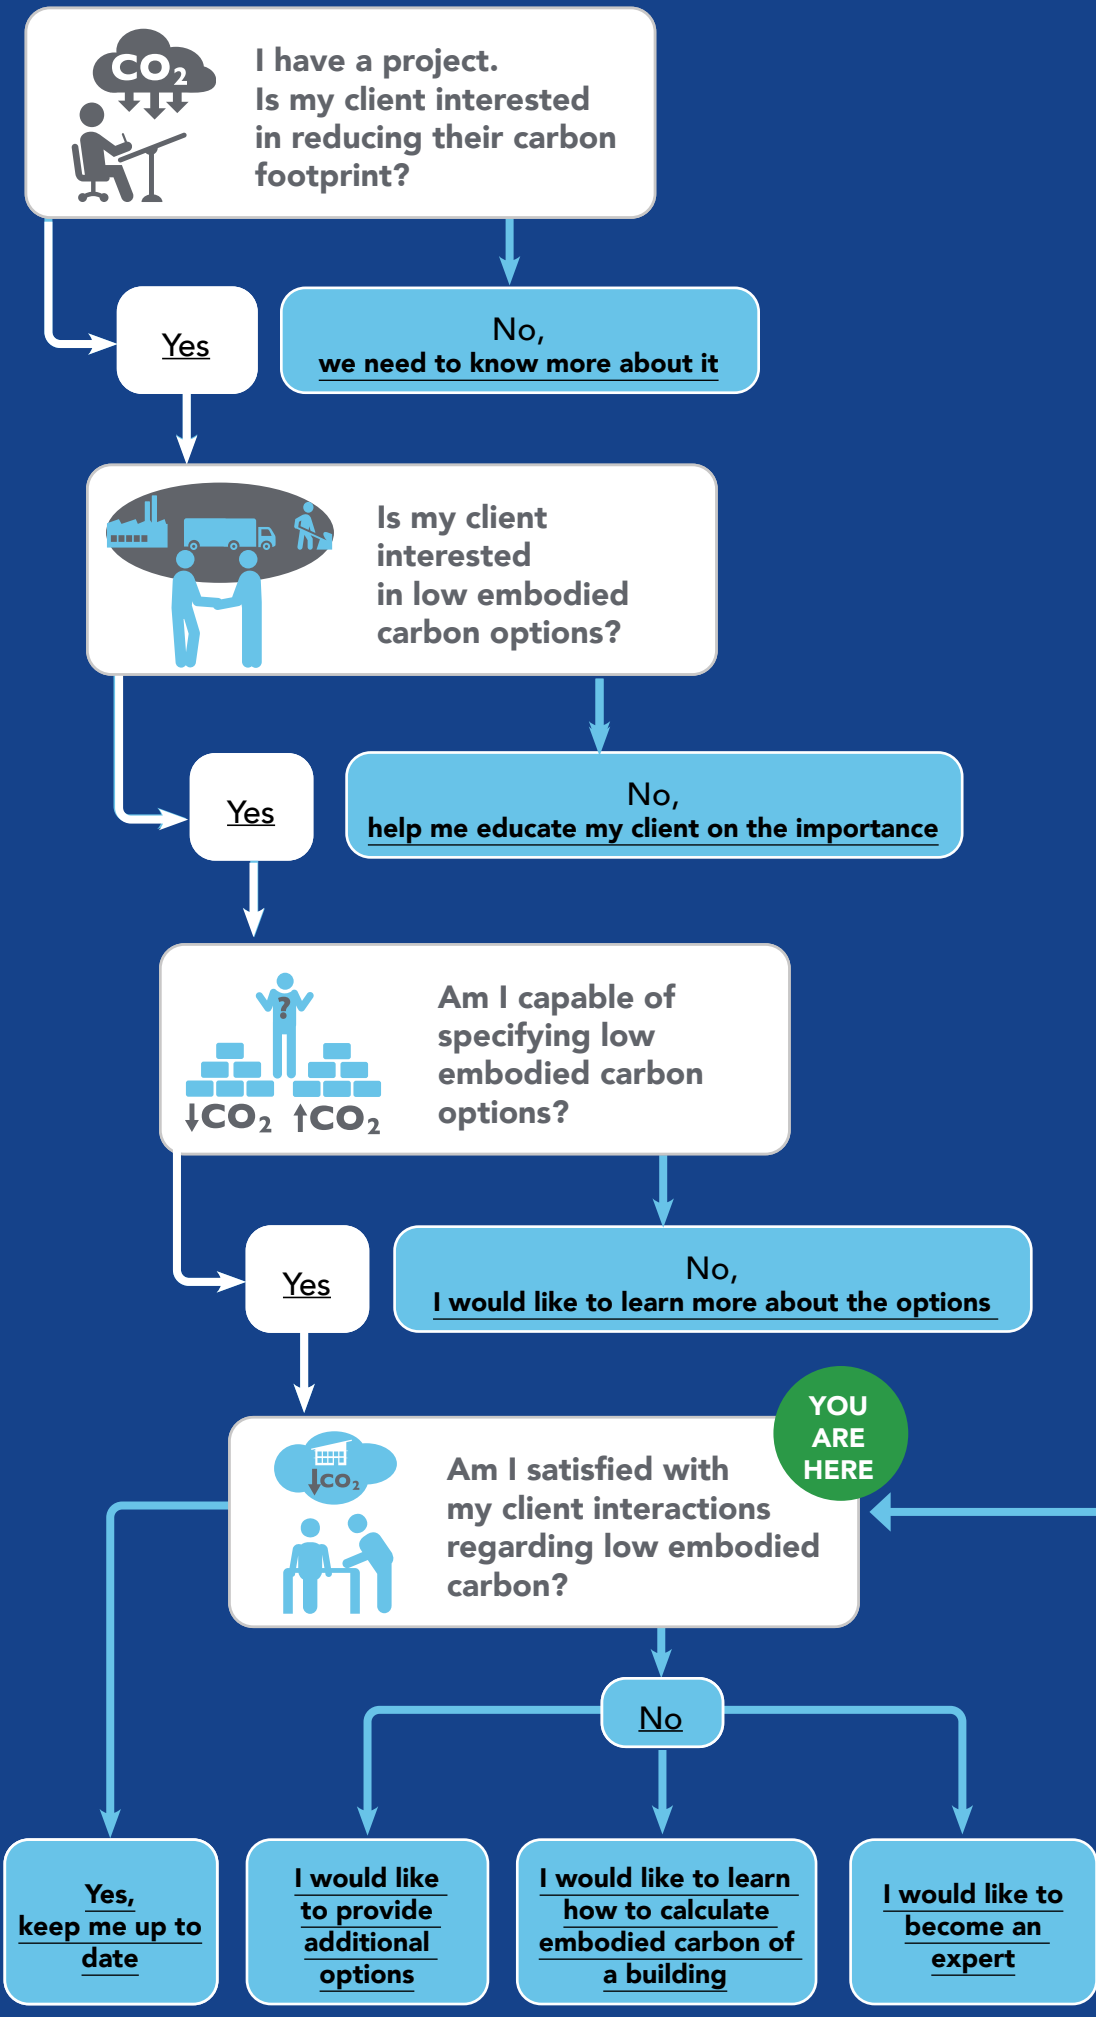 CO₂
I have a project.
Is my client interested
in reducing their carbon
footprint?
Yes
No,
we need to know more about it
Is my client
interested
in low embodied
carbon options?
Yes
No,
help me educate my client on the importance
?
↓CO₂ ↑CO₂
Am I capable of
specifying low
embodied carbon
options?
Yes
No,
I would like to learn more about the options
YOU
ARE
HERE
↓CO₂
Am I satisfied with
my client interactions
regarding low embodied
carbon?
No
Yes,
keep me up to
date
I would like
to provide
additional
options
I would like to learn
how to calculate
embodied carbon of
a building
I would like to
become an
expert